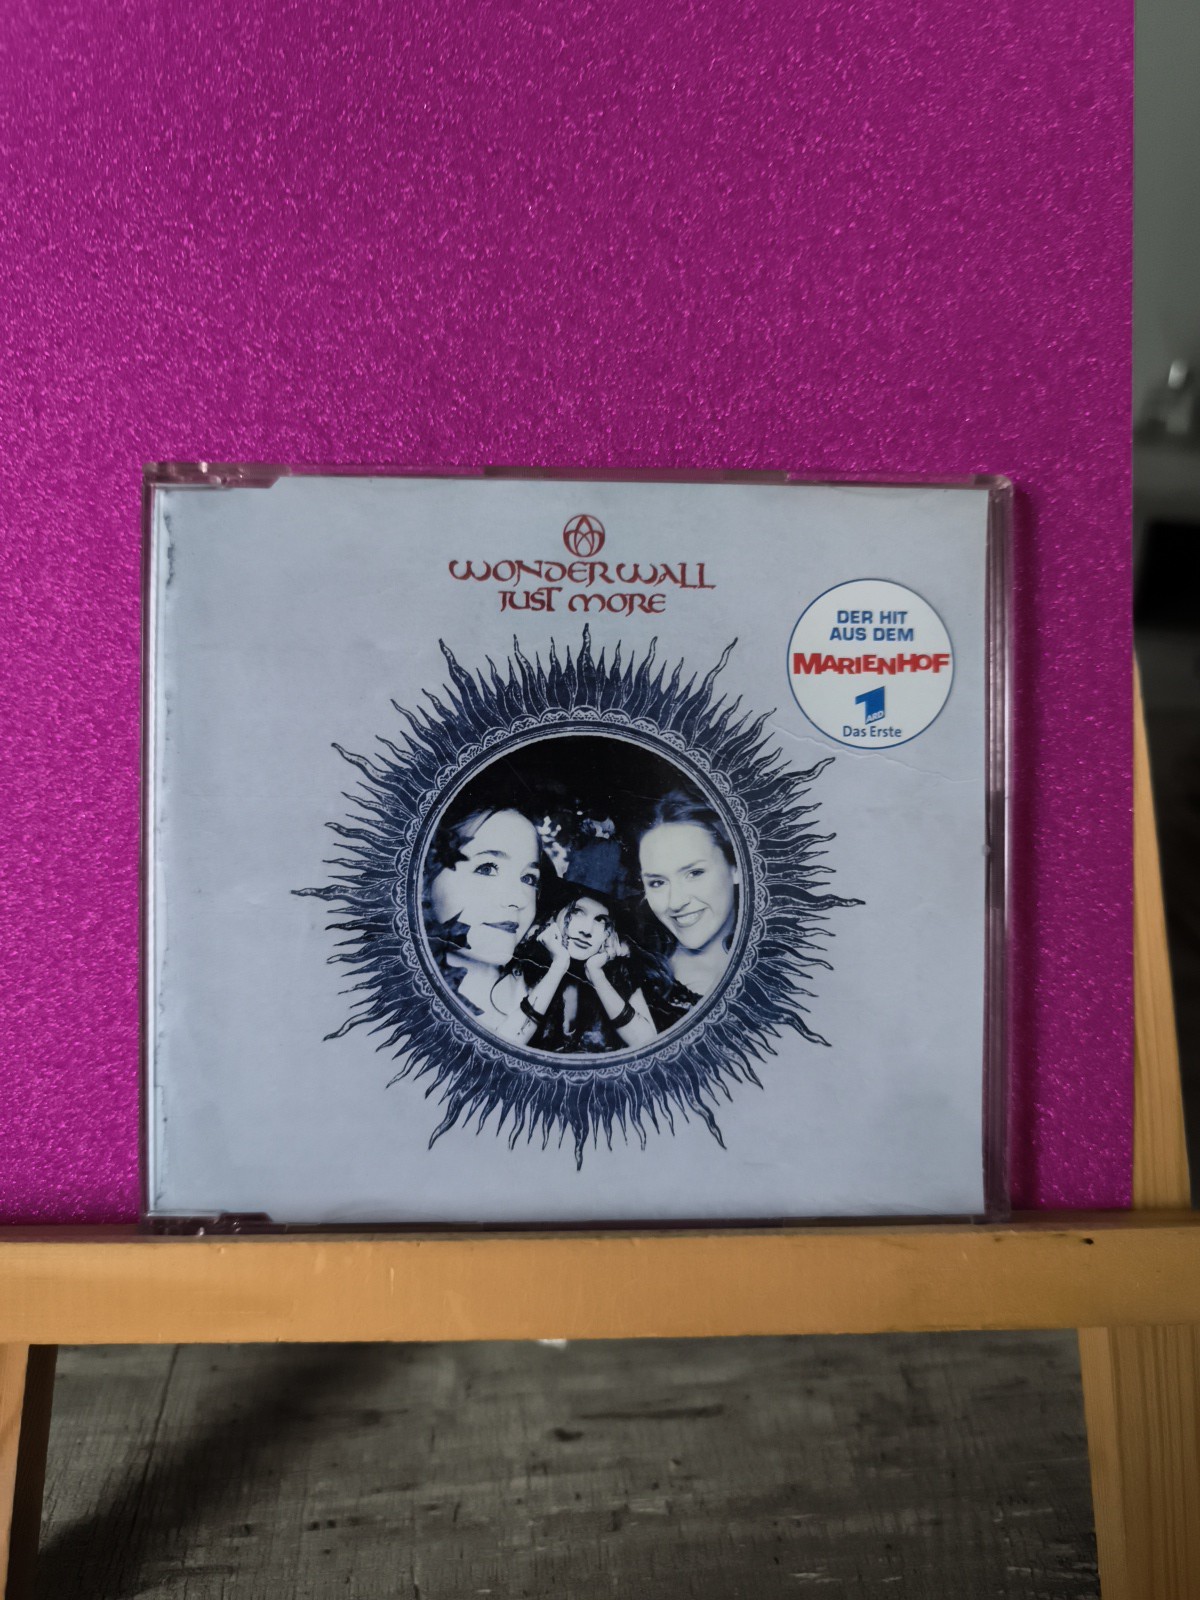 WONDERWALL
JUST MORE
DER HIT
AUS DEM
MARIENHOF
1
ARD
Das Erste